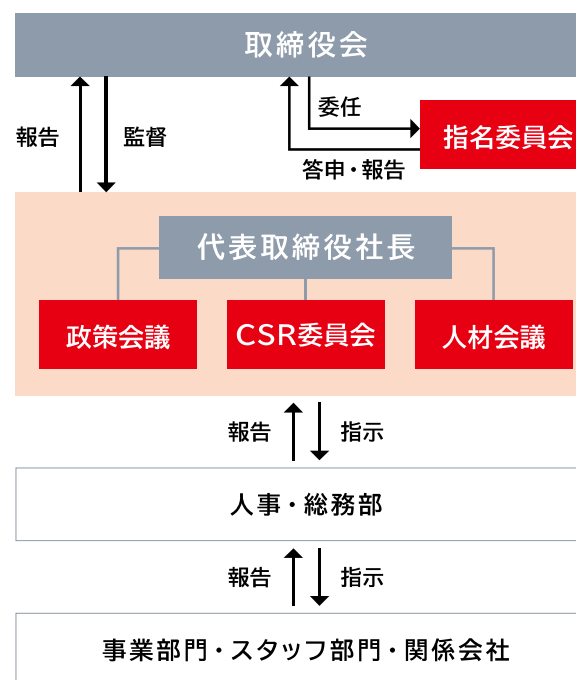 取締役会
報告
監督
委任
指名委員会
答申・報告
代表取締役社長
政策会議
CSR委員会
人材会議
報告
指示
人事・総務部
報告
指示
事業部門・スタッフ部門・関係会社